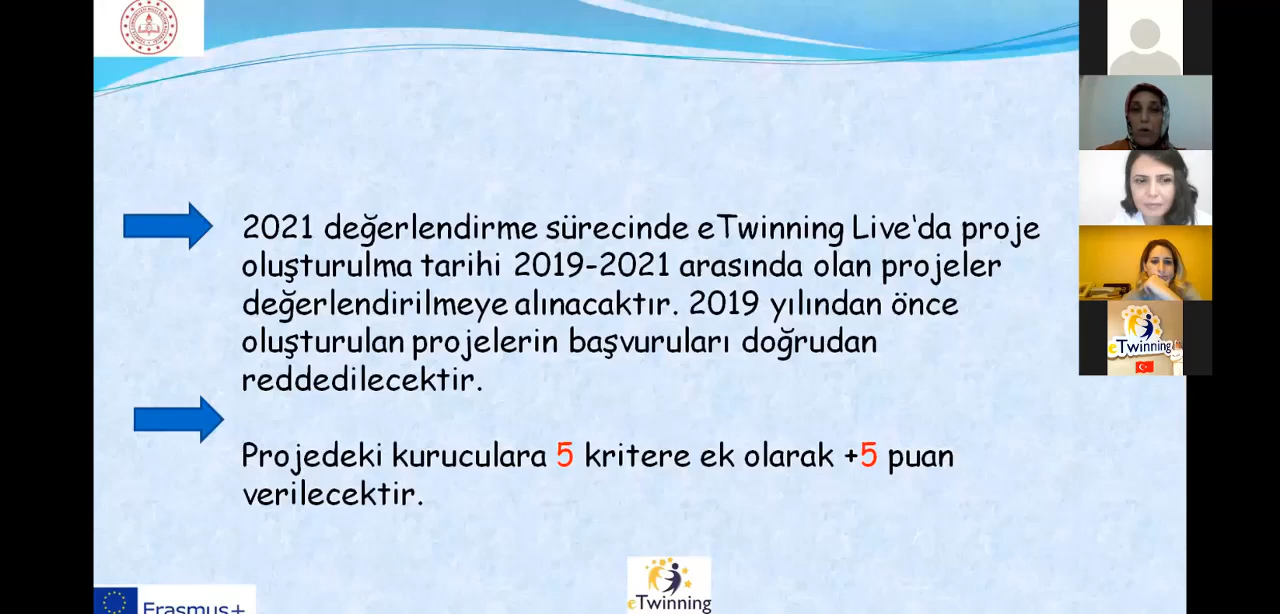 2021 değerlendirme sürecinde eTwinning Live'da proje
oluşturulma tarihi 2019-2021 arasında olan projeler
değerlendirilmeye alınacaktır. 2019 yılından önce
oluşturulan projelerin başvuruları doğrudan
reddedilecektir.
Projedeki kuruculara 5 kritere ek olarak +5 puan
verilecektir.
eTwinning
Erasmus+
eTwinning